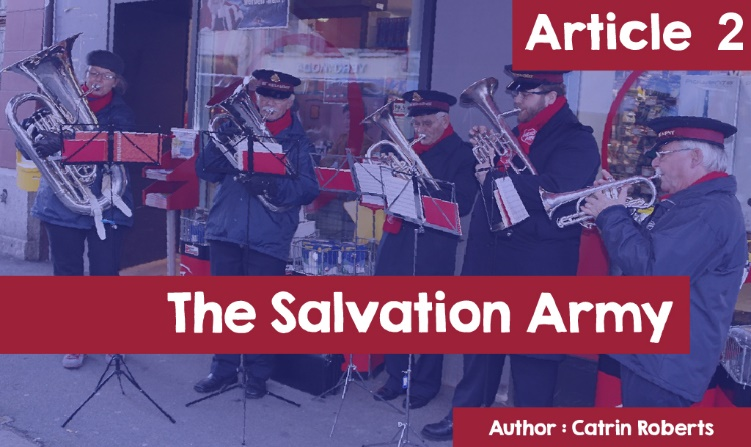 Article 2
The Salvation Army
Author : Catrin Roberts